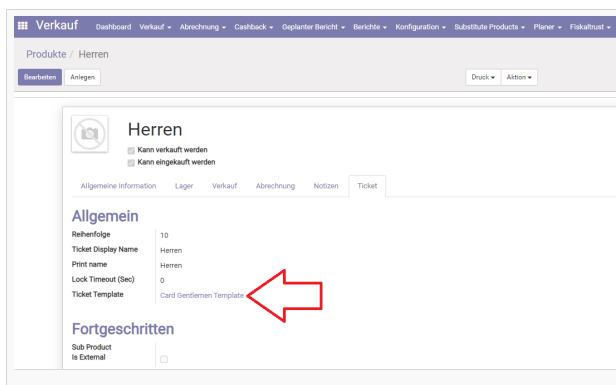 Verkauf Dashboard Verkauf Abrechnung Cashback Geplanter Bericht Berichte Konfiguration Substitute Products Planer Fiskaltrust
Produkte / Herren
Bearbeiten Anlegen Druck Aktion
Herren
Kann verkauft werden
Kann eingekauft werden
Allgemeine Information Lager Verkauf Abrechnung Notizen Ticket
Allgemein
Reihenfolge 10
Ticket Display Name Herren
Print name Herren
Lock Timeout (Sec) 0
Ticket Template Card Gentlemen Template
Fortgeschritten
Sub Product
Is External